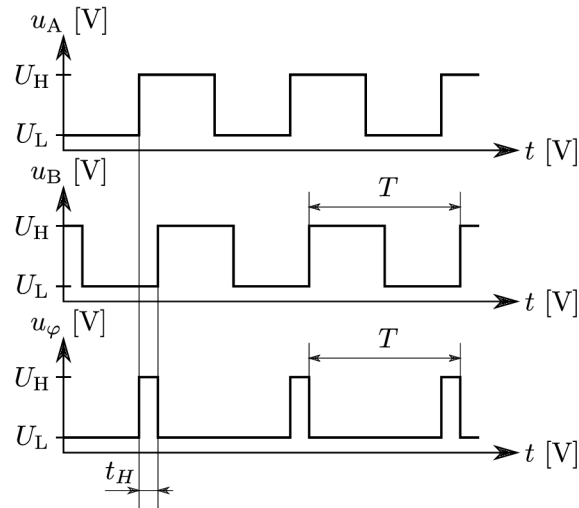 u_A [V]
U_H
U_L
t [V]
u_B [V]
T
U_H
U_L
t [V]
u_φ [V]
T
U_H
U_L
t [V]
t_H